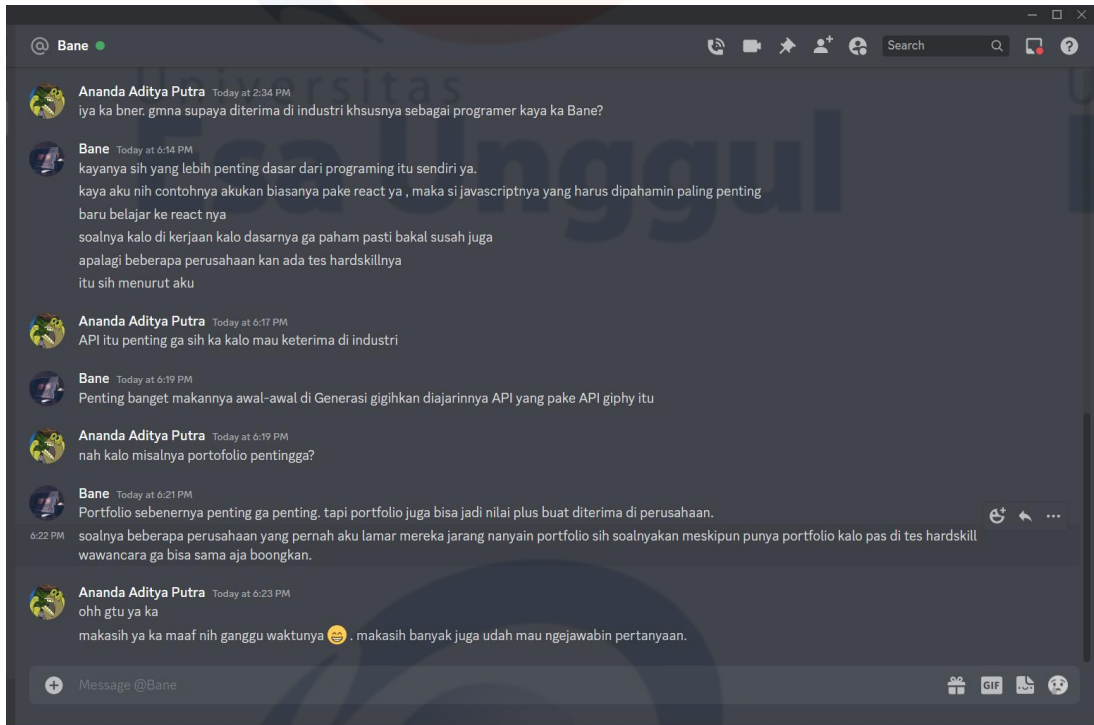 Bane
Search
Universitas
Esa Unggul
Ananda Aditya Putra Today at 2:34 PM
iya ka bner. gmna supaya diterima di industri khsusnya sebagai programer kaya ka Bane?
Bane Today at 6:14 PM
kayanya sih yang lebih penting dasar dari programing itu sendiri ya.
kaya aku nih contohnya akukan biasanya pake react ya , maka si javascriptnya yang harus dipahamin paling penting
baru belajar ke react nya
soalnya kalo di kerjaan kalo dasarnya ga paham pasti bakal susah juga
apalagi beberapa perusahaan kan ada tes hardskillnya
itu sih menurut aku
Ananda Aditya Putra Today at 6:17 PM
API itu penting ga sih ka kalo mau keterima di industri
Bane Today at 6:19 PM
Penting banget makannya awal-awal di Generasi gigihkan diajarinnya API yang pake API giphy itu
Ananda Aditya Putra Today at 6:19 PM
nah kalo misalnya portofolio pentingga?
Bane Today at 6:21 PM
Portfolio sebenernya penting ga penting. tapi portfolio juga bisa jadi nilai plus buat diterima di perusahaan.
6:22 PM soalnya beberapa perusahaan yang pernah aku lamar mereka jarang nanyain portfolio sih soalnyakan meskipun punya portfolio kalo pas di tes hardskill
wawancara ga bisa sama aja boongkan.
Ananda Aditya Putra Today at 6:23 PM
ohh gtu ya ka
makasih ya ka maaf nih ganggu waktunya 😁 . makasih banyak juga udah mau ngejawabin pertanyaan.
Message @Bane
GIF